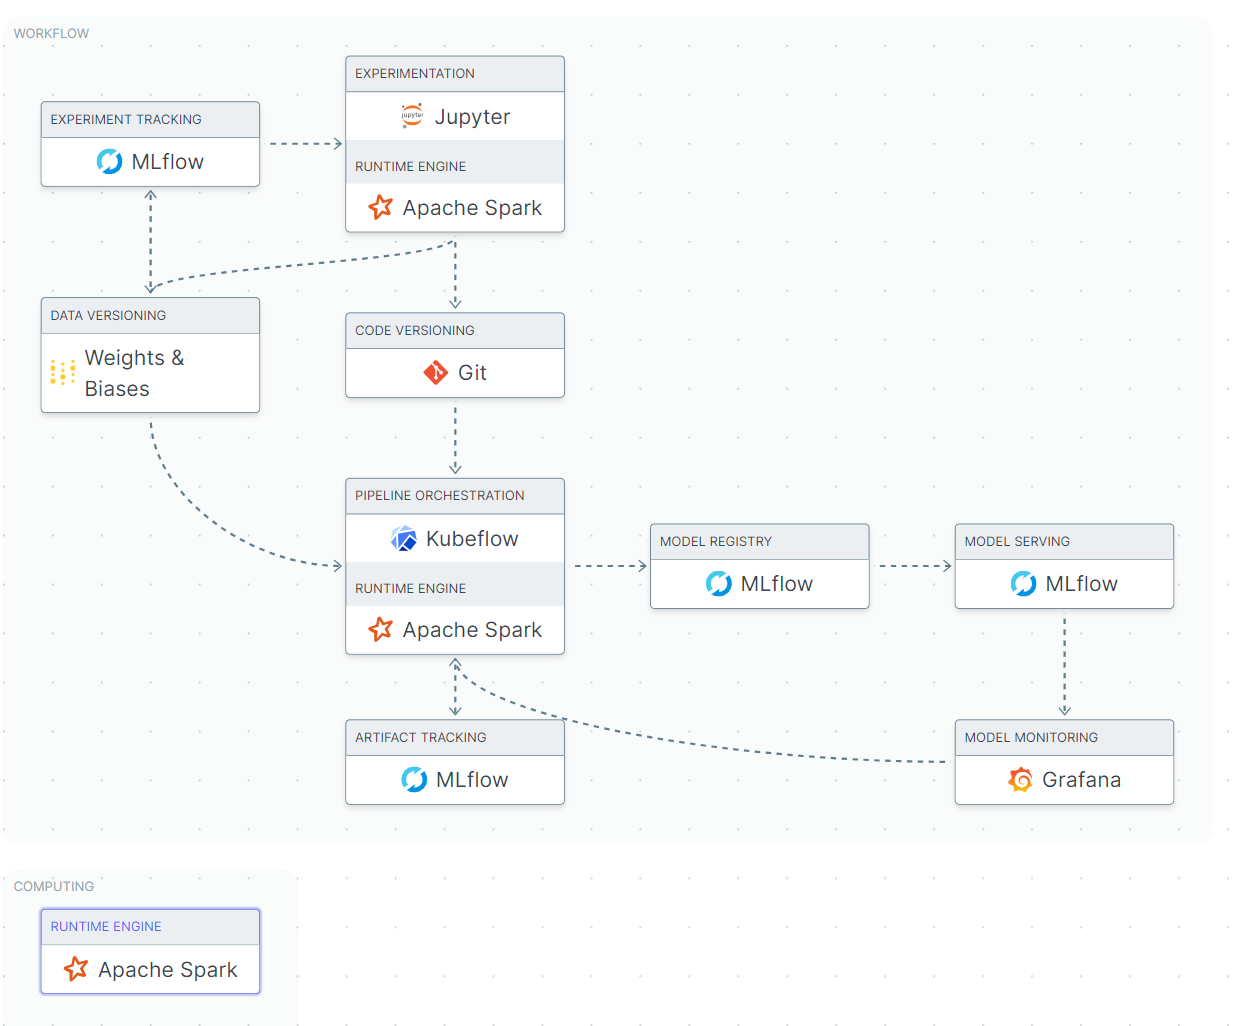 WORKFLOW
EXPERIMENT TRACKING
MLflow
EXPERIMENTATION
jupyter
Jupyter
RUNTIME ENGINE
Apache Spark
DATA VERSIONING
Weights &
Biases
CODE VERSIONING
Git
PIPELINE ORCHESTRATION
Kubeflow
RUNTIME ENGINE
Apache Spark
MODEL REGISTRY
MLflow
MODEL SERVING
MLflow
ARTIFACT TRACKING
MLflow
MODEL MONITORING
Grafana
COMPUTING
RUNTIME ENGINE
Apache Spark